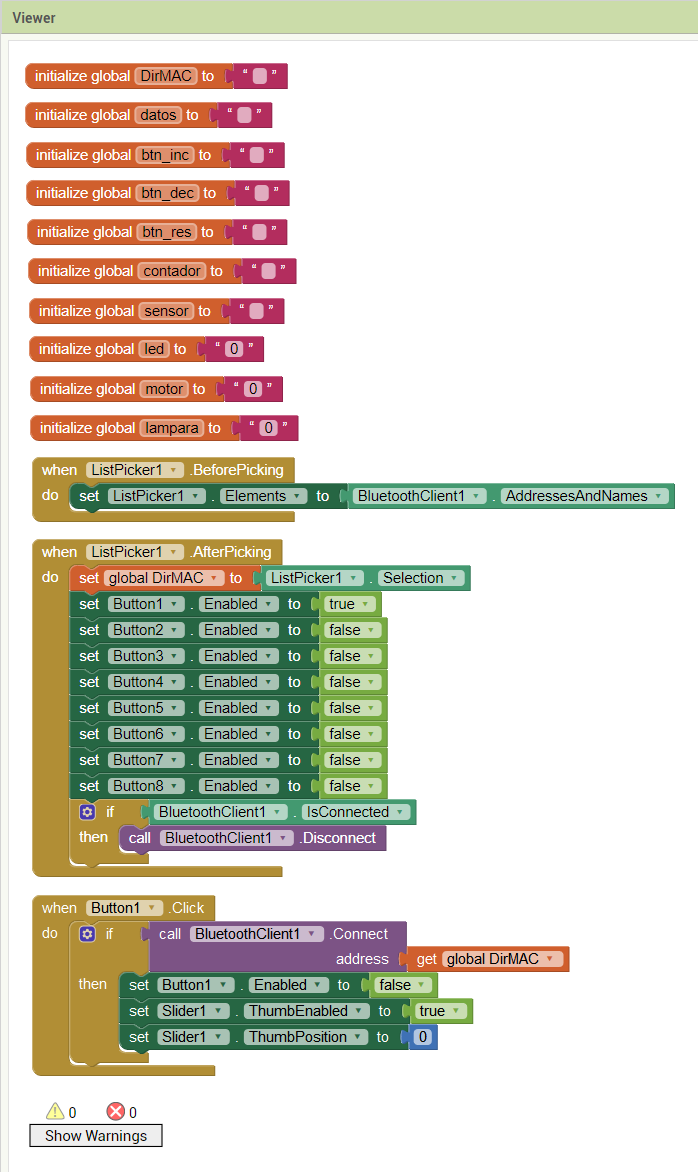 Viewer
initialize global DirMAC to " "
initialize global datos to " "
initialize global btn_inc to " "
initialize global btn_dec to " "
initialize global btn_res to " "
initialize global contador to " "
initialize global sensor to " "
initialize global led to " 0 "
initialize global motor to " 0 "
initialize global lampara to " 0 "
when ListPicker1 .BeforePicking
do set ListPicker1 . Elements to BluetoothClient1 . AddressesAndNames
when ListPicker1 .AfterPicking
do set global DirMAC to ListPicker1 . Selection
set Button1 . Enabled to true
set Button2 . Enabled to false
set Button3 . Enabled to false
set Button4 . Enabled to false
set Button5 . Enabled to false
set Button6 . Enabled to false
set Button7 . Enabled to false
set Button8 . Enabled to false
if BluetoothClient1 . IsConnected
then call BluetoothClient1 .Disconnect
when Button1 .Click
do if call BluetoothClient1 .Connect
address get global DirMAC
then set Button1 . Enabled to false
set Slider1 . ThumbEnabled to true
set Slider1 . ThumbPosition to 0
0 0
Show Warnings